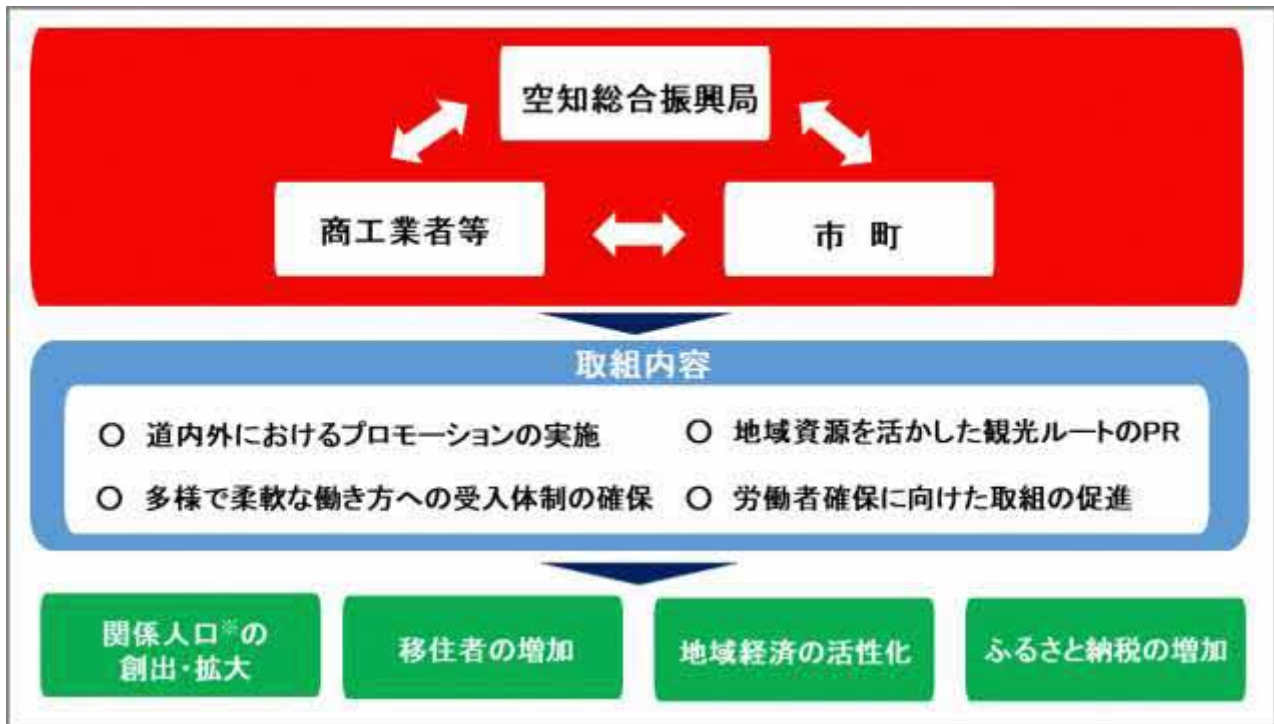 空知総合振興局
商工業者等
市 町
取組内容
○ 道内外におけるプロモーションの実施
○ 地域資源を活かした観光ルートのPR
○ 多様で柔軟な働き方への受入体制の確保
○ 労働者確保に向けた取組の促進
関係人口※の
創出・拡大
移住者の増加
地域経済の活性化
ふるさと納税の増加